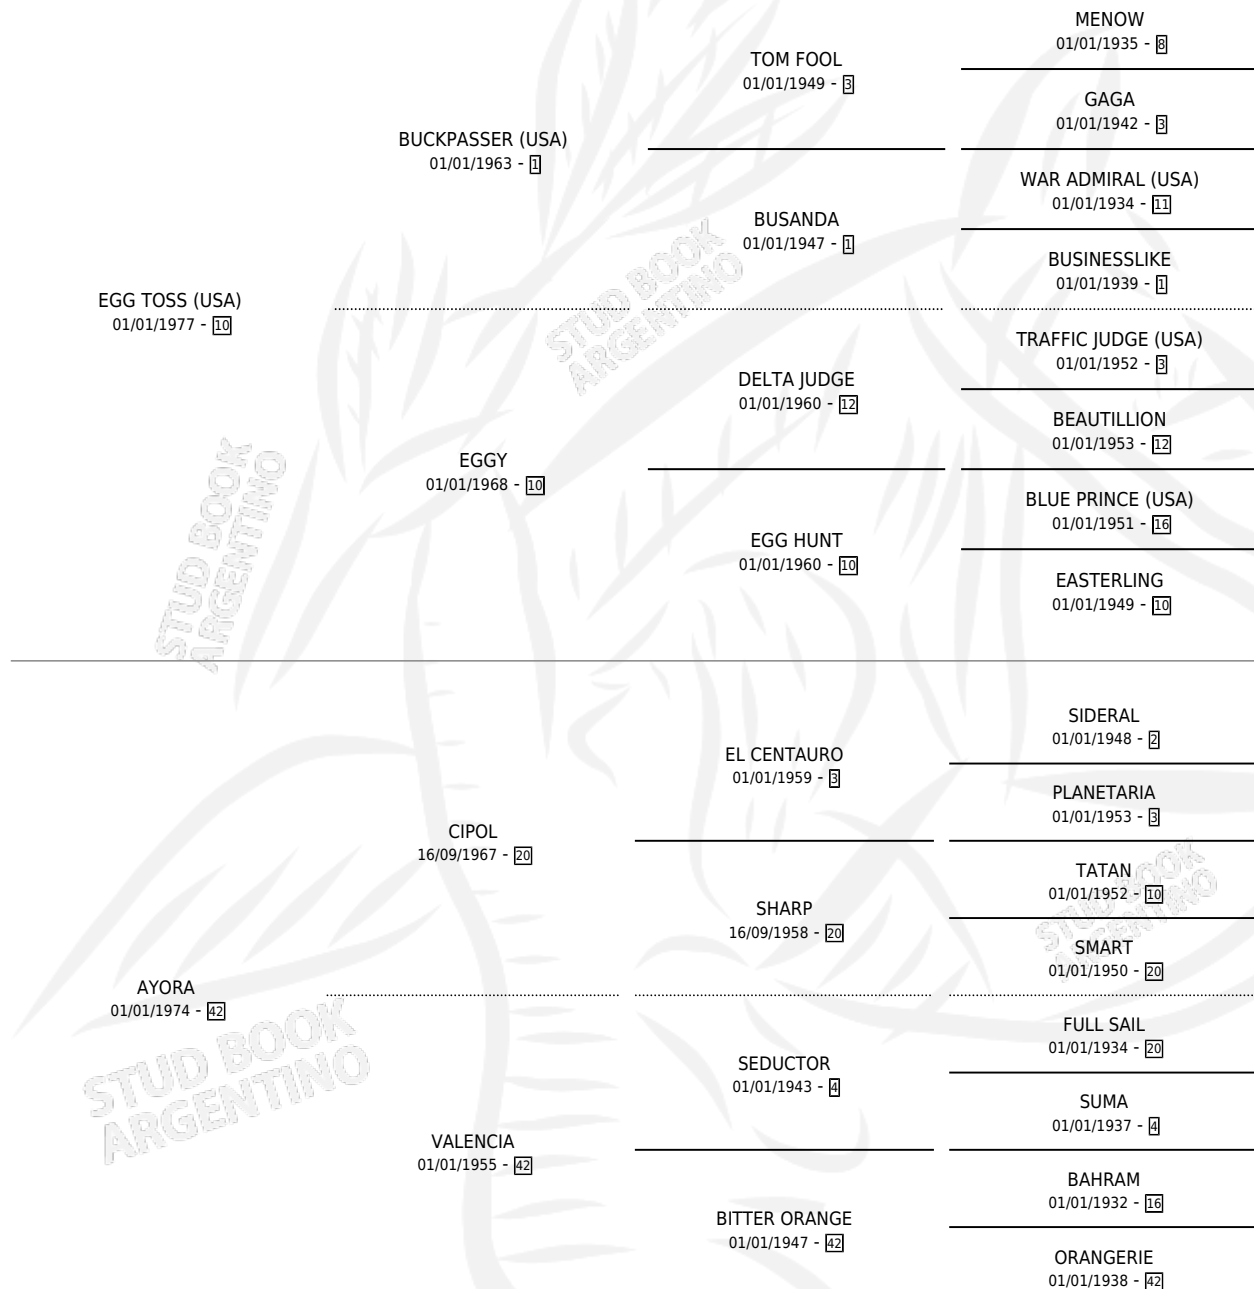 MENOW
01/01/1935 - 8
TOM FOOL
01/01/1949 - 3
GAGA
01/01/1942 - 3
BUCKPASSER (USA)
01/01/1963 - 1
WAR ADMIRAL (USA)
01/01/1934 - 11
BUSANDA
01/01/1947 - 1
BUSINESSLIKE
01/01/1939 - 1
EGG TOSS (USA)
01/01/1977 - 10
TRAFFIC JUDGE (USA)
01/01/1952 - 3
DELTA JUDGE
01/01/1960 - 12
BEAUTILLION
01/01/1953 - 12
EGGY
01/01/1968 - 10
BLUE PRINCE (USA)
01/01/1951 - 16
EGG HUNT
01/01/1960 - 10
EASTERLING
01/01/1949 - 10
SIDERAL
01/01/1948 - 2
EL CENTAURO
01/01/1959 - 3
PLANETARIA
01/01/1953 - 3
CIPOL
16/09/1967 - 20
TATAN
01/01/1952 - 10
SHARP
16/09/1958 - 20
SMART
01/01/1950 - 20
AYORA
01/01/1974 - 42
FULL SAIL
01/01/1934 - 20
SEDUCTOR
01/01/1943 - 4
SUMA
01/01/1937 - 4
VALENCIA
01/01/1955 - 42
BAHRAM
01/01/1932 - 16
BITTER ORANGE
01/01/1947 - 42
ORANGERIE
01/01/1938 - 42
STUD BOOK
ARGENTINO
STUD BOOK
ARGENTINO
STUD BOOK
ARGENTINO
STUD BOOK
ARGENTINO